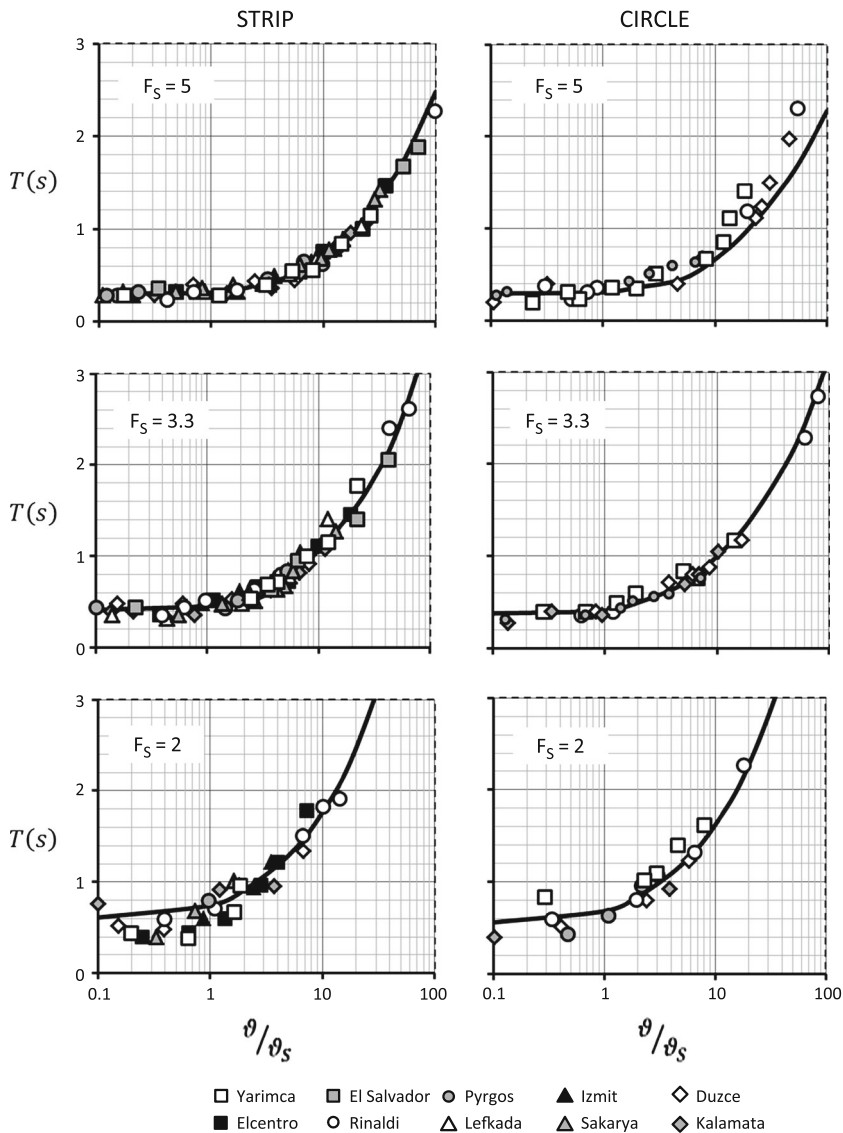 STRIP CIRCLE
3 F_S = 5 F_S = 5
2
T(s) T(s)
1
0
3 F_S = 3.3 F_S = 3.3
2
T(s) T(s)
1
0
3 F_S = 2 F_S = 2
2
T(s) T(s)
1
0
0.1 1 10 100 0.1 1 10 100
ϑ/ϑ_S ϑ/ϑ_S
Yarimca El Salvador Pyrgos Izmit Duzce
Elcentro Rinaldi Lefkada Sakarya Kalamata